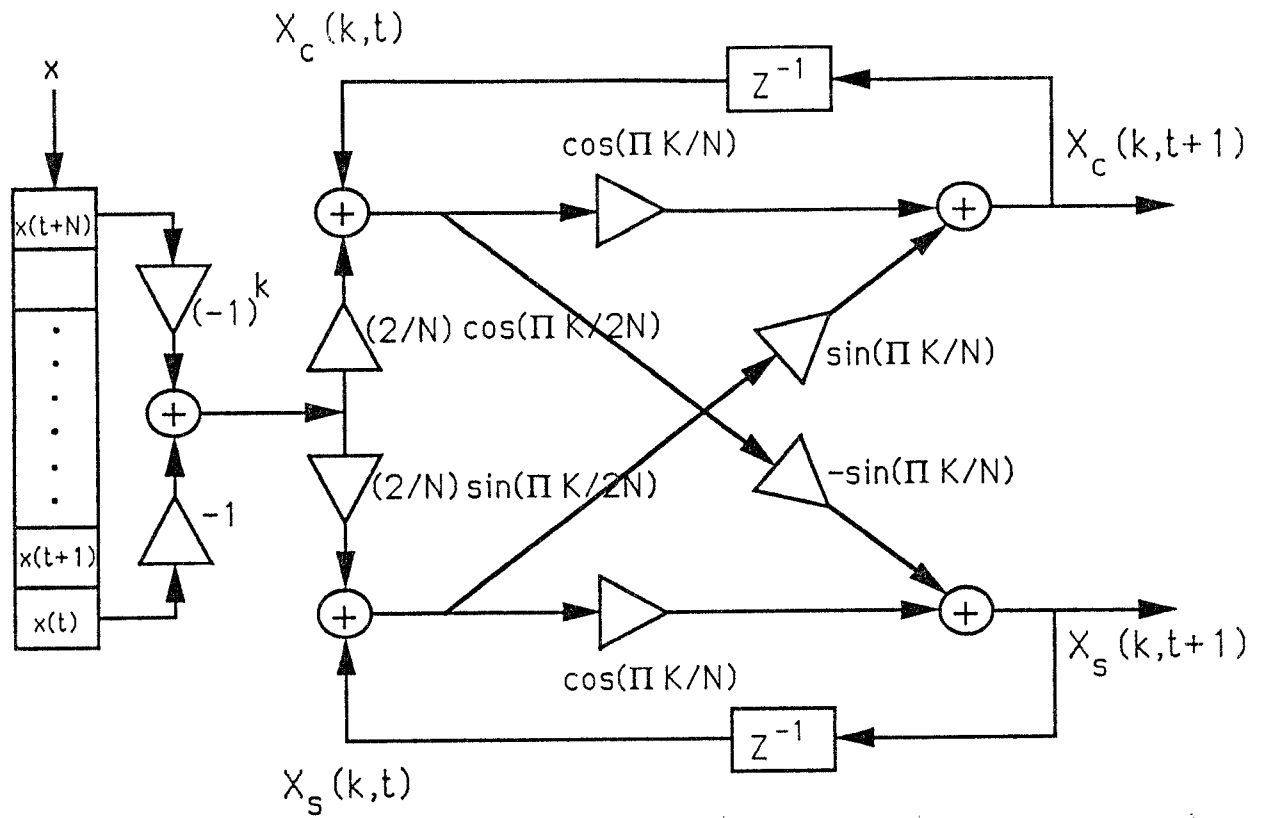 X_c (k,t)
x
Z^-1
cos(Π K/N)
X_c (k,t+1)
x(t+N)
+
+
(-1)^k
(2/N) cos(Π K/2N)
sin(Π K/N)
+
(2/N) sin(Π K/2N)
-sin(Π K/N)
-1
x(t+1)
x(t)
+
+
X_s (k,t+1)
cos(Π K/N)
Z^-1
X_s (k,t)